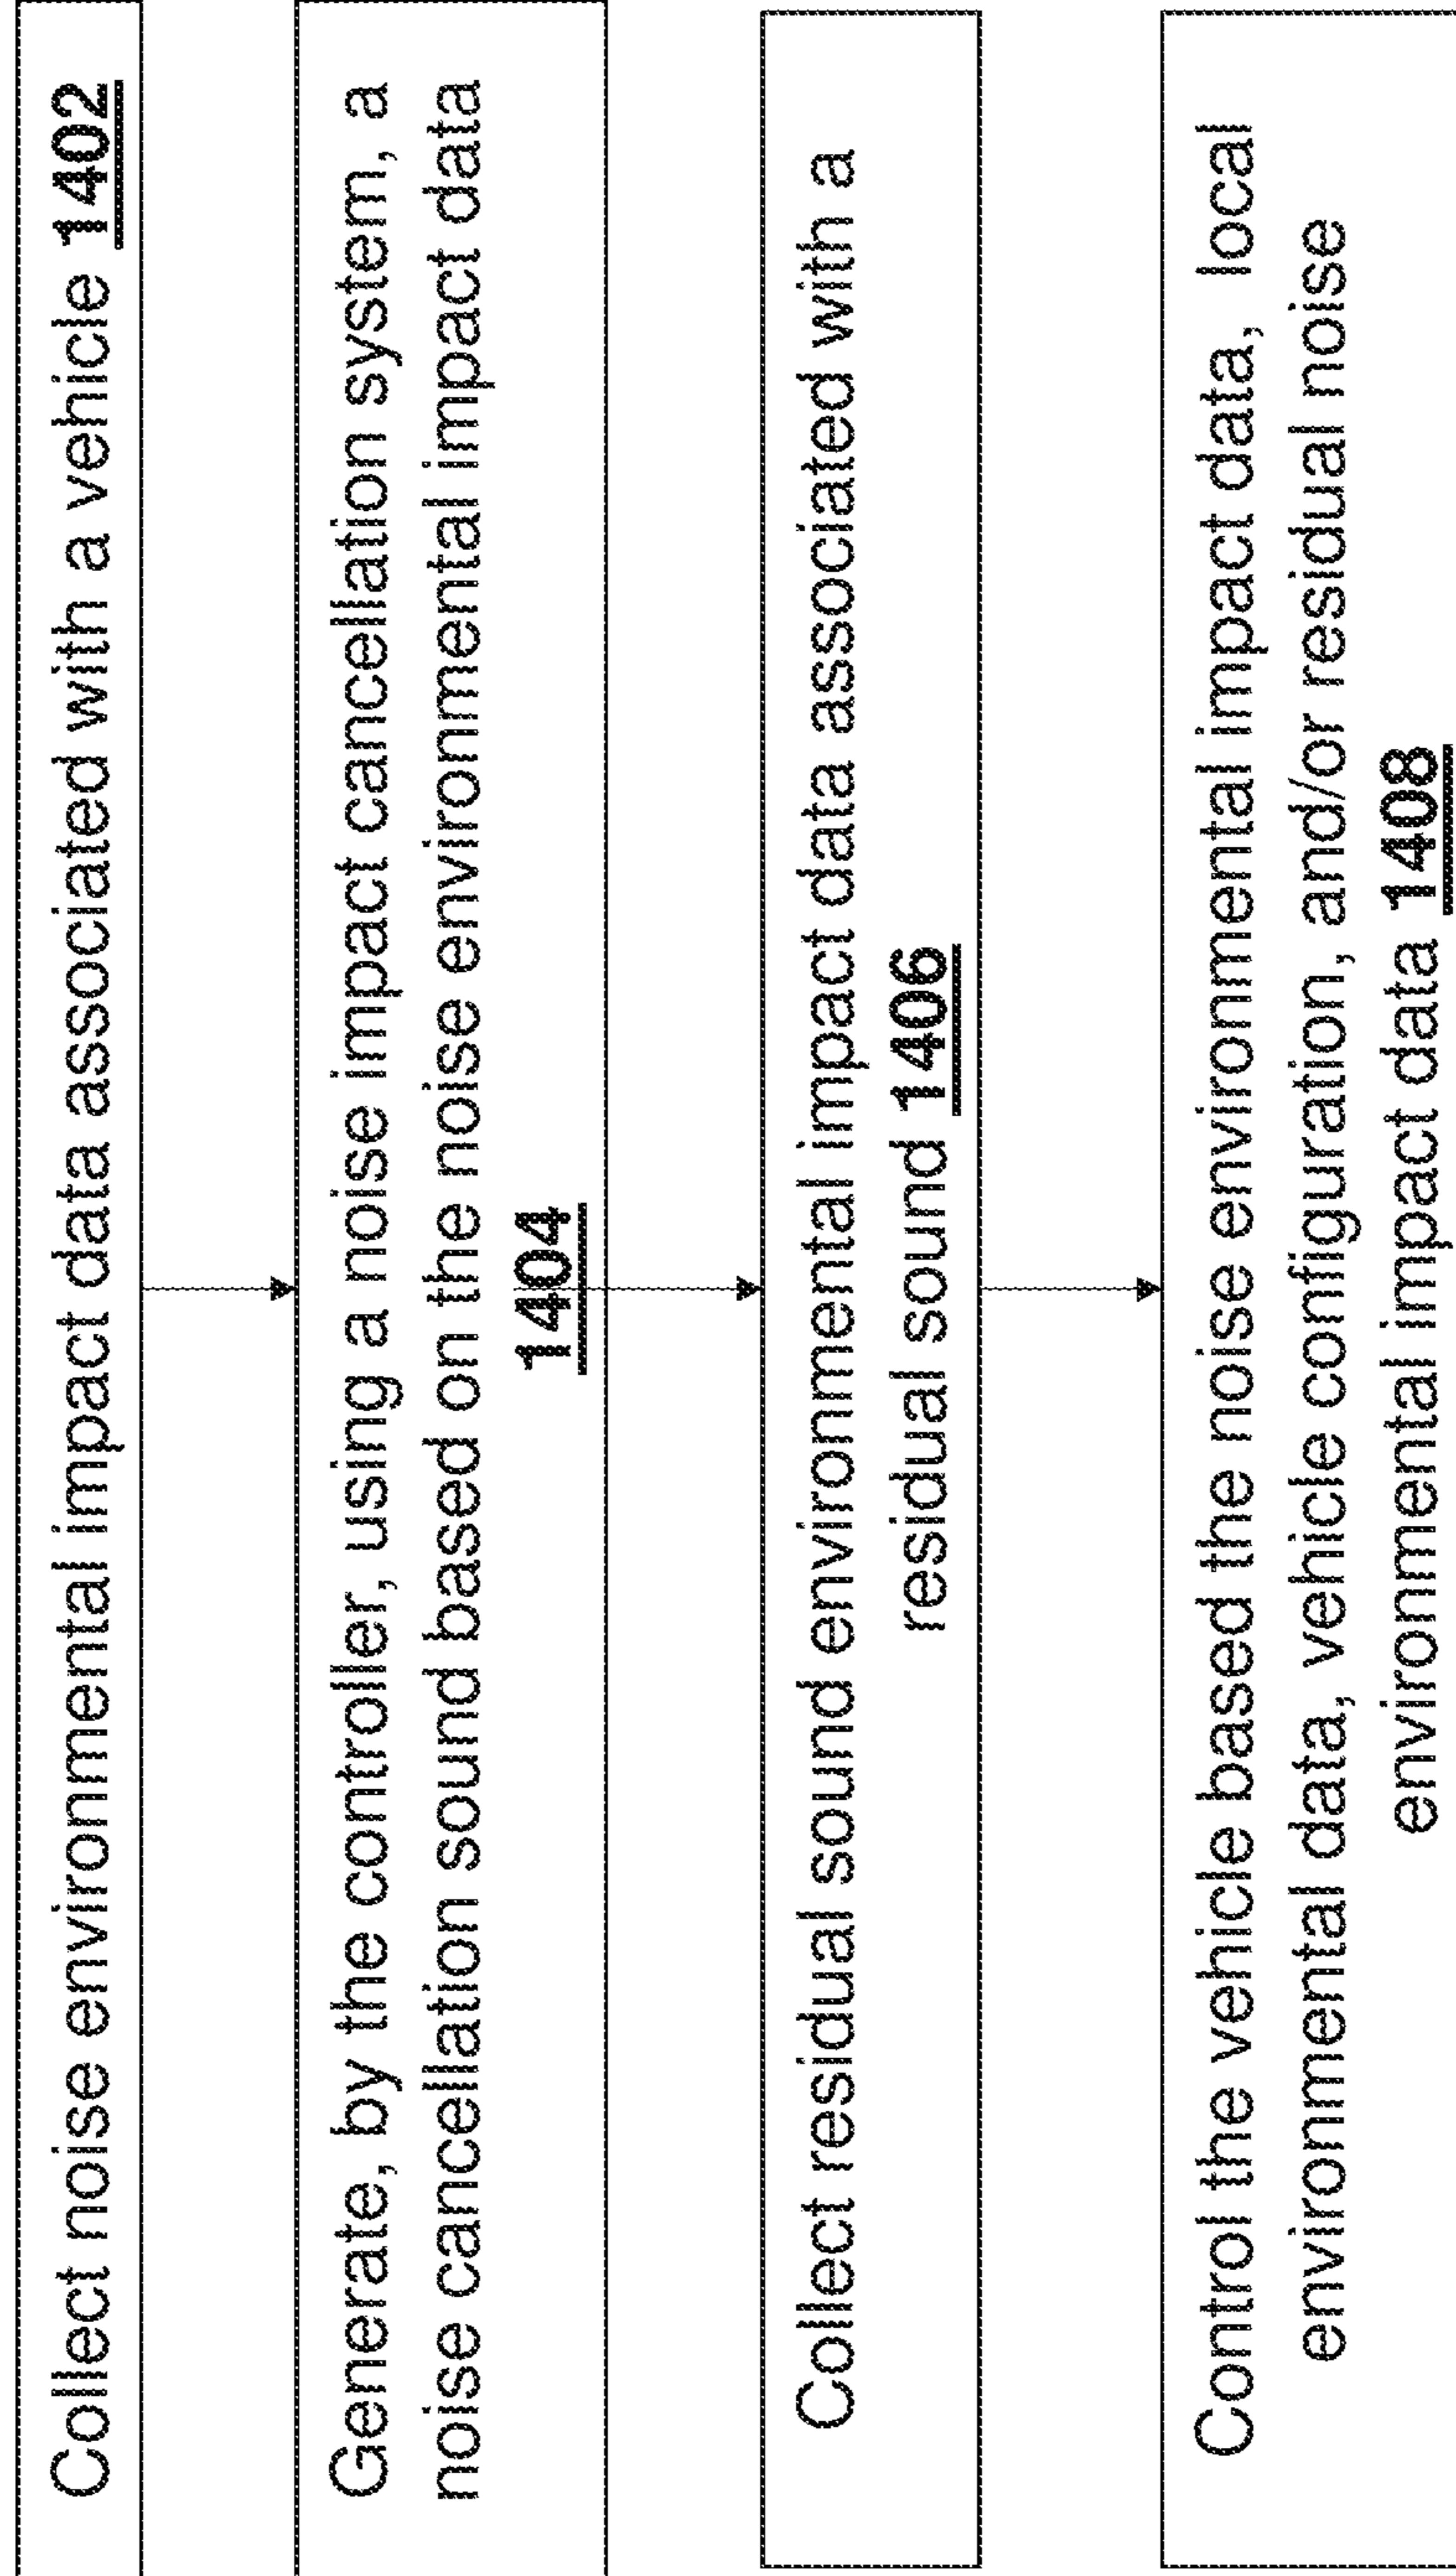 Collect noise environmental impact data associated with a vehicle 1402
Generate, by the controller, using a noise impact cancellation system, a
noise cancellation sound based on the noise environmental impact data
1404
Collect residual sound environmental impact data associated with a
residual sound 1406
Control the vehicle based the noise environmental impact data, local
environmental data, vehicle configuration, and/or residual noise
environmental impact data 1408